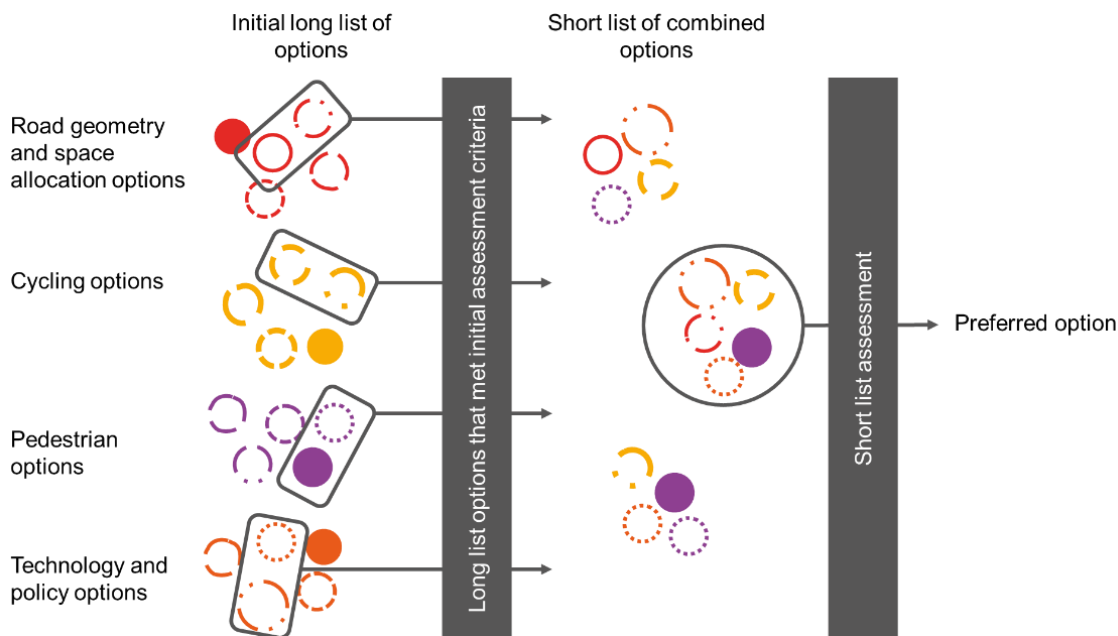 Initial long list of
options
Short list of combined
options
Road geometry
and space
allocation options
Cycling options
Pedestrian
options
Technology and
policy options
Long list options that met initial assessment criteria
Short list assessment
Preferred option